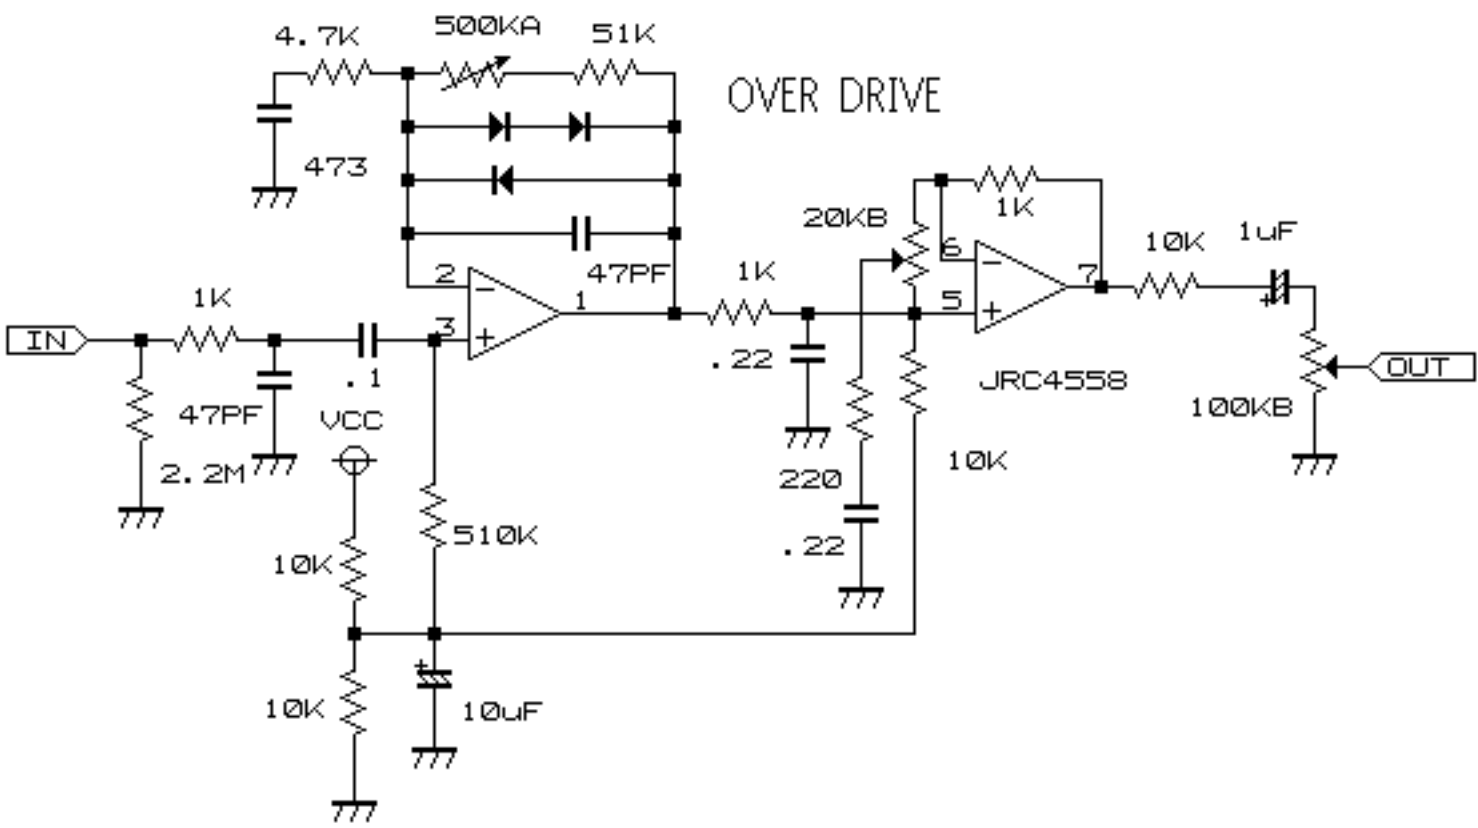 4.7K
500KA
51K
OVER DRIVE
473
20KB
1K
47PF
2
1
1K
6
5
7
10K
1uF
1K
IN
3
.1
.22
JRC4558
OUT
100KB
47PF
VCC
2.2M
220
10K
510K
.22
10K
10K
10uF